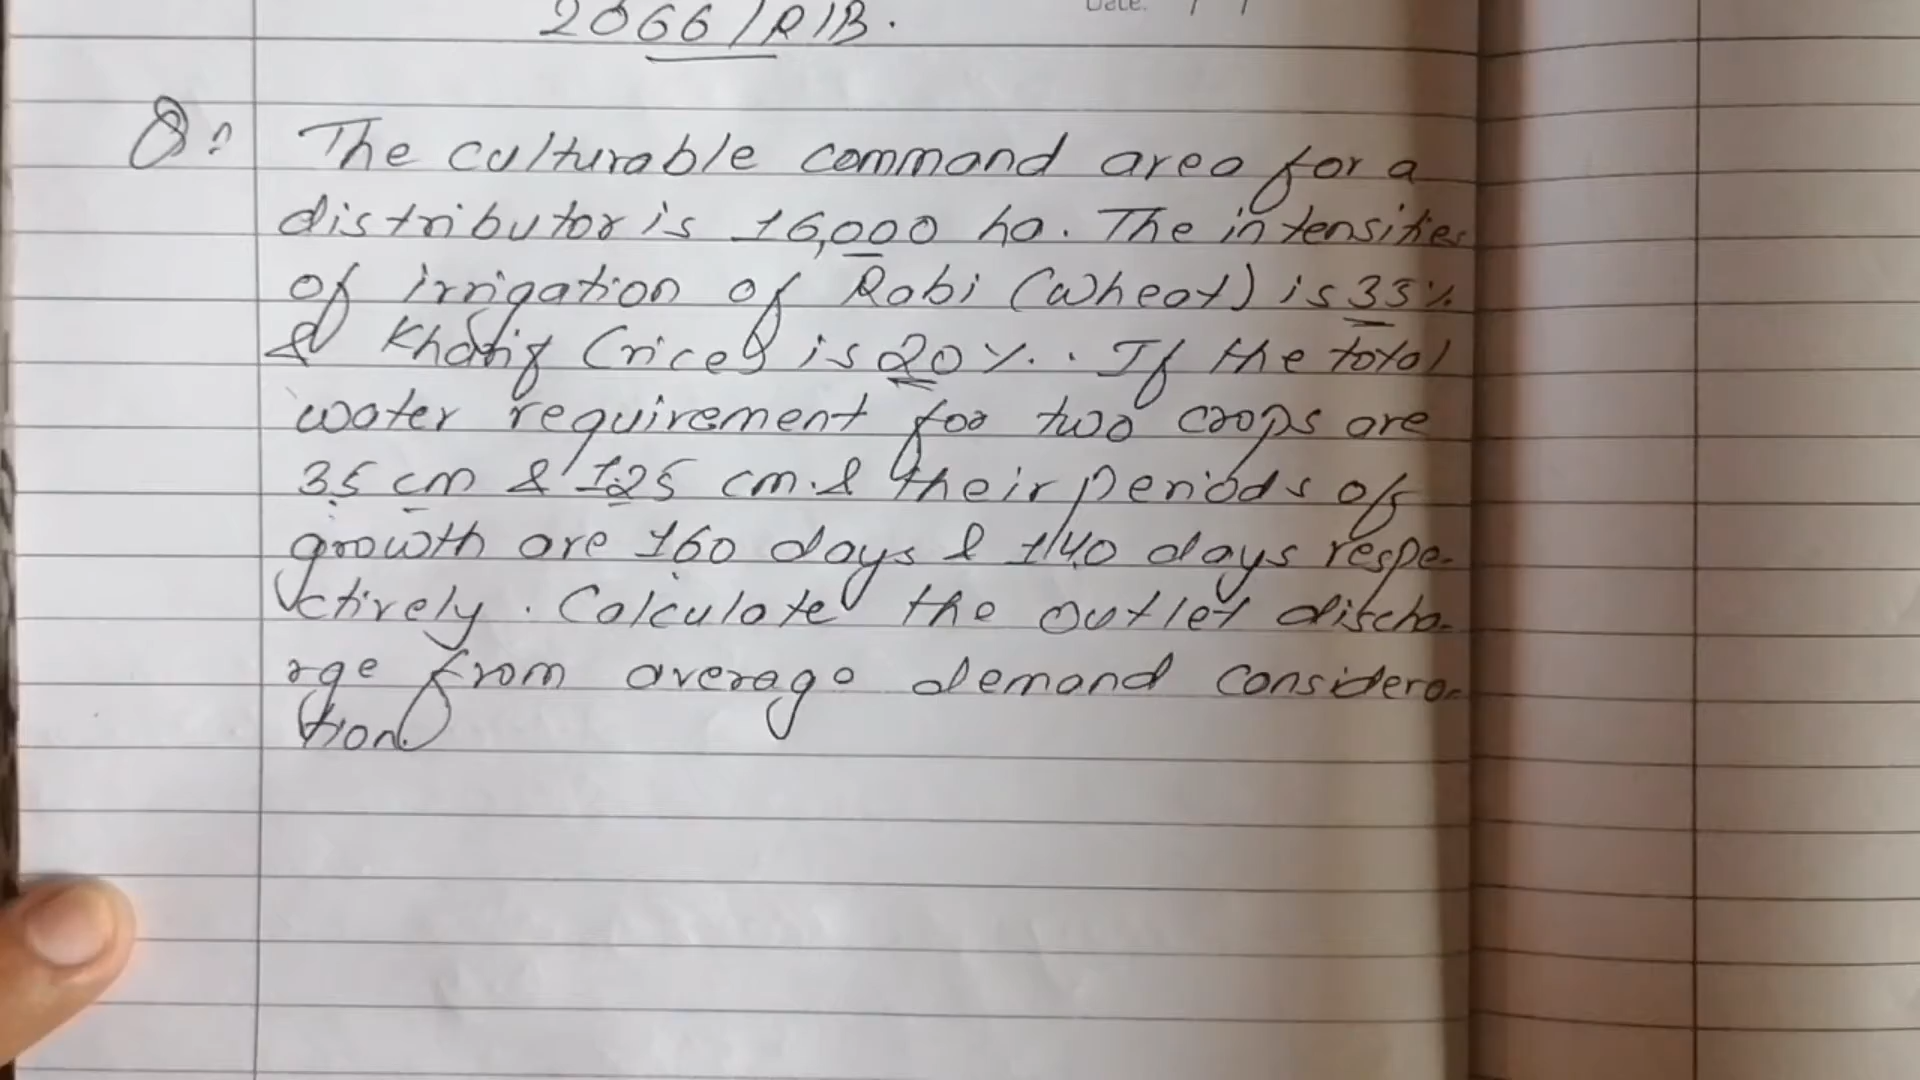 2066/R/B.
Date. / /
Q: The culturable command area for a
distributor is 16,000 ha. The intensities
of irrigation of Rabi (Wheat) is 35%
& Kharif (rice) is 20%. If the total
water requirement for two crops are
35 cm & 125 cm. & their periods of
growth are 160 days & 140 days respe-
ctively. Calculate the outlet discha-
rge from average demand considera-
tion.